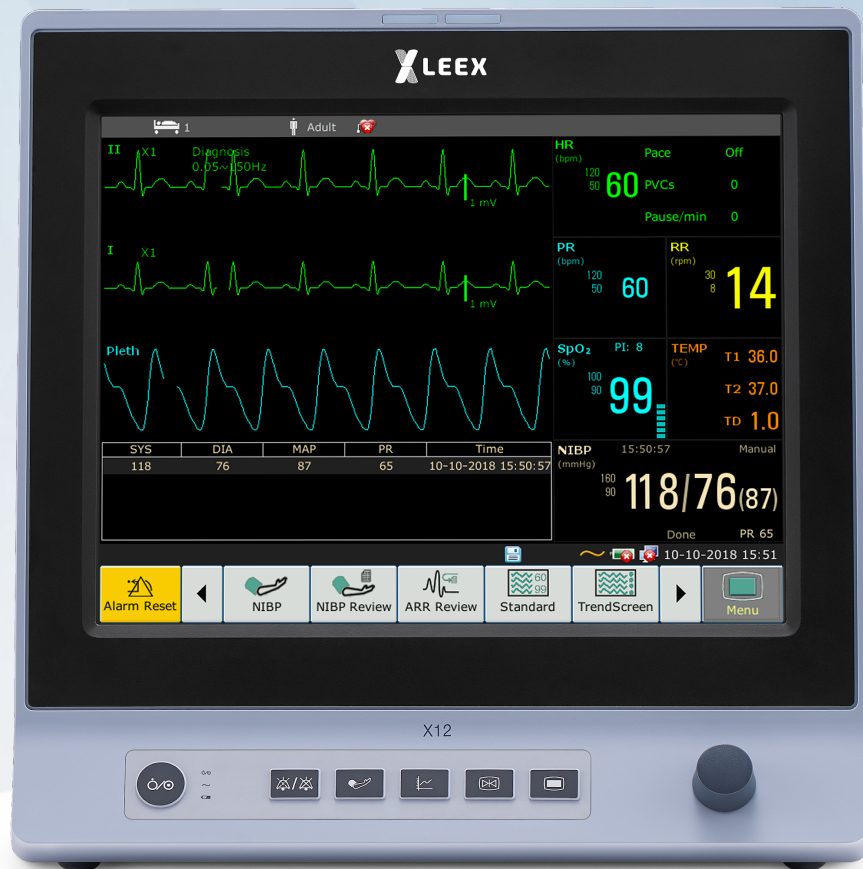 LEEX
1 Adult
II X1 Diagnosis
0.05~150Hz
1 mV
I X1
1 mV
Pleth
HR
(bpm)
120
50
60
Pace Off
PVCs 0
Pause/min 0
PR
(bpm)
120
50
60
RR
(rpm)
30
8
14
SpO₂ PI: 8
(%)
100
90
99
TEMP
(°C)
T1 36.0
T2 37.0
TD 1.0
SYS DIA MAP PR Time
118 76 87 65 10-10-2018 15:50:57
NIBP 15:50:57 Manual
(mmHg)
160
90
118/76(87)
Done PR 65
10-10-2018 15:51
Alarm Reset
NIBP
NIBP Review
ARR Review
60
99
Standard
TrendScreen
Menu
X12